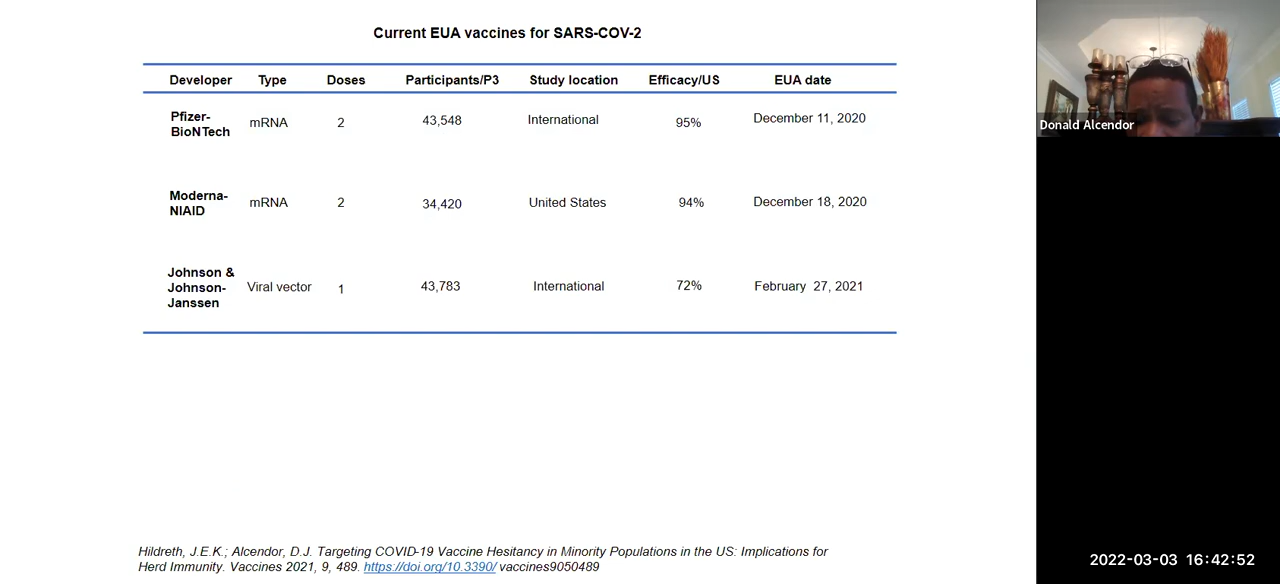 Current EUA vaccines for SARS-COV-2
Developer Type Doses Participants/P3 Study location Efficacy/US EUA date
Pfizer-
BioNTech mRNA 2 43,548 International 95% December 11, 2020
Moderna-
NIAID mRNA 2 34,420 United States 94% December 18, 2020
Johnson &
Johnson- Viral vector 1 43,783 International 72% February 27, 2021
Janssen
Hildreth, J.E.K.; Alcendor, D.J. Targeting COVID-19 Vaccine Hesitancy in Minority Populations in the US: Implications for
Herd Immunity. Vaccines 2021, 9, 489. https://doi.org/10.3390/ vaccines9050489
Donald Alcendor
2022-03-03 16:42:52